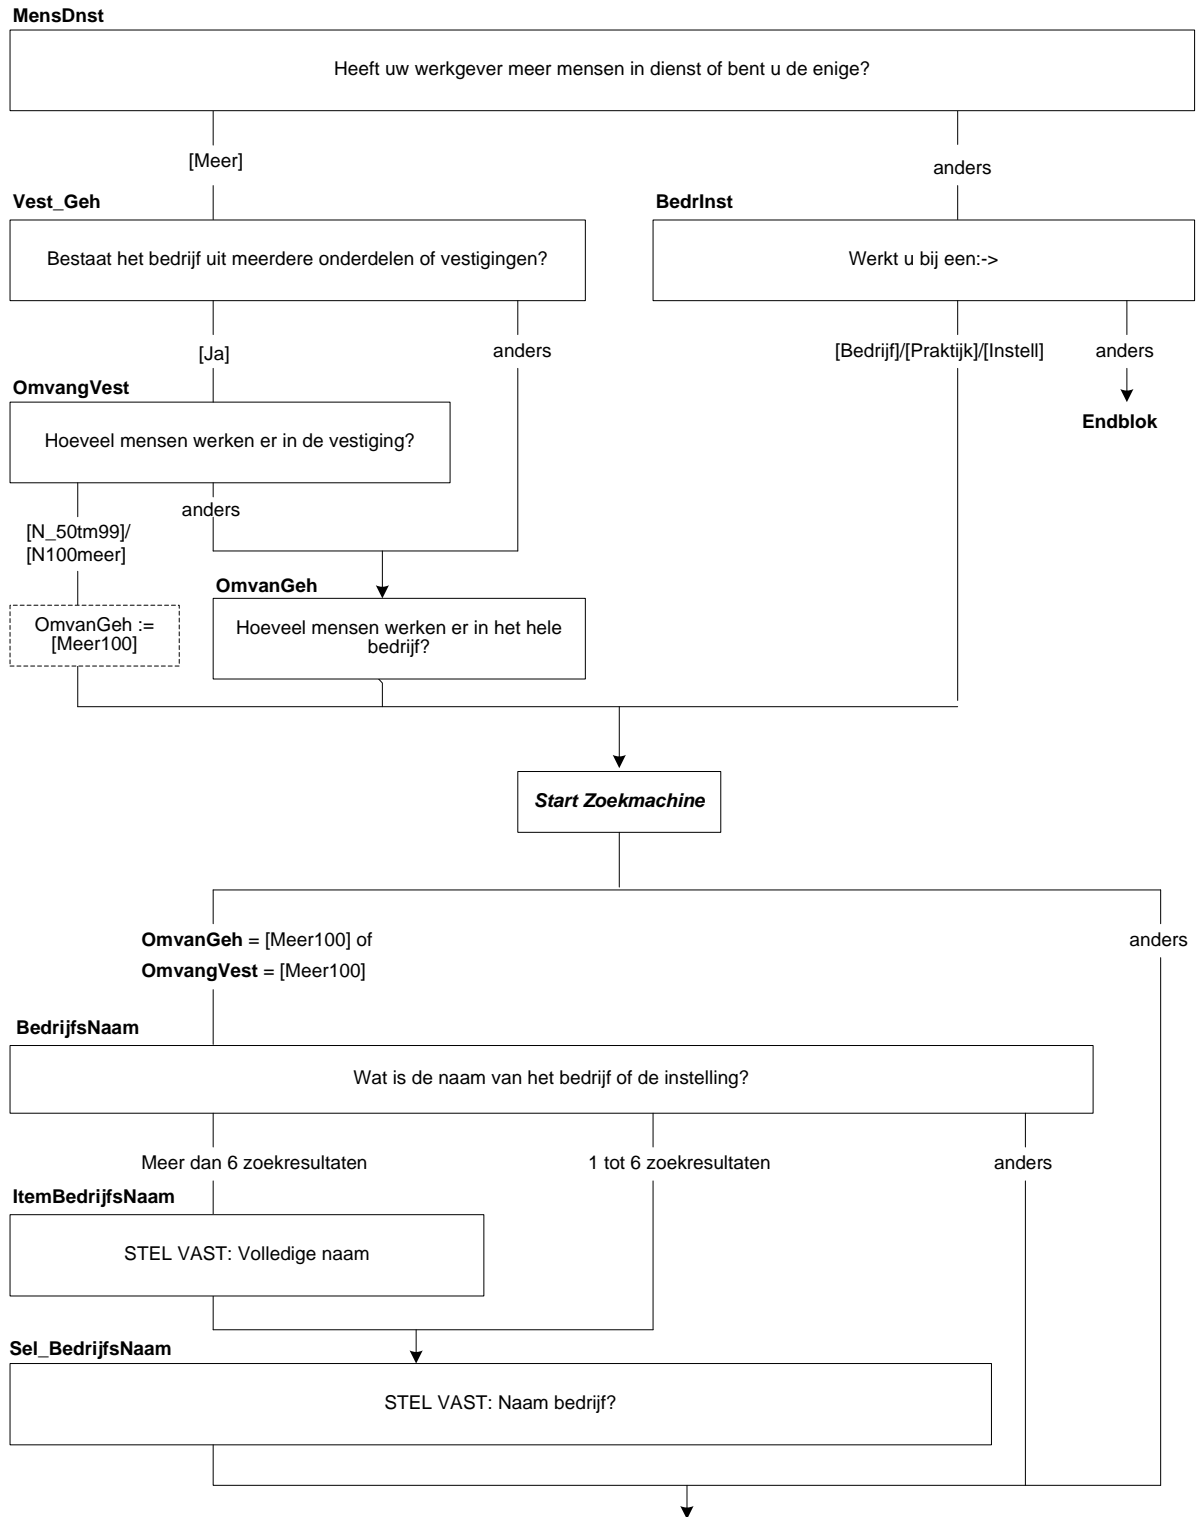 MensDnst
Heeft uw werkgever meer mensen in dienst of bent u de enige?
[Meer]
anders
Vest_Geh
BedrInst
Bestaat het bedrijf uit meerdere onderdelen of vestigingen?
Werkt u bij een:->
[Ja]
anders
[Bedrijf]/[Praktijk]/[Instell]
anders
OmvangVest
Endblok
Hoeveel mensen werken er in de vestiging?
anders
[N_50tm99]/
[N100meer]
OmvanGeh
OmvanGeh :=
[Meer100]
Hoeveel mensen werken er in het hele
bedrijf?
Start Zoekmachine
OmvanGeh = [Meer100] of
OmvangVest = [Meer100]
anders
BedrijfsNaam
Wat is de naam van het bedrijf of de instelling?
Meer dan 6 zoekresultaten
1 tot 6 zoekresultaten
anders
ItemBedrijfsNaam
STEL VAST: Volledige naam
Sel_BedrijfsNaam
STEL VAST: Naam bedrijf?